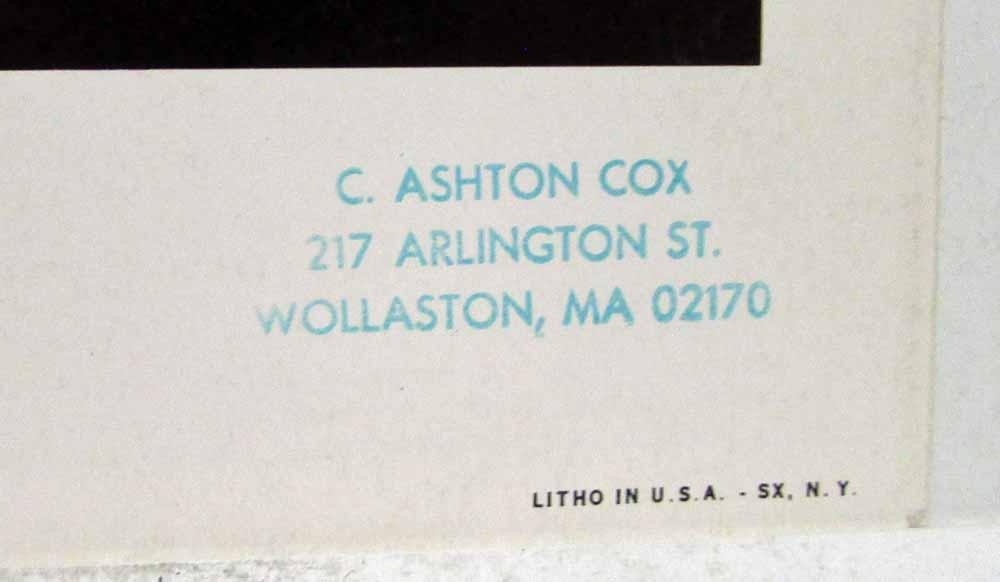 C. ASHTON COX
217 ARLINGTON ST.
WOLLASTON, MA 02170
LITHO IN U.S.A. - SX, N.Y.